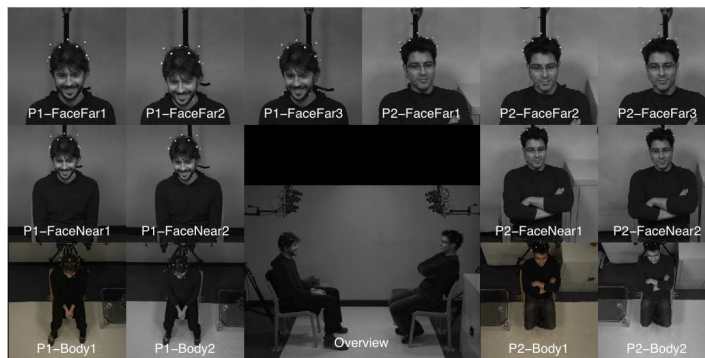 P1-FaceFar1
P1-FaceFar2
P1-FaceFar3
P2-FaceFar1
P2-FaceFar2
P2-FaceFar3
P1-FaceNear1
P1-FaceNear2
P2-FaceNear1
P2-FaceNear2
P1-Body1
P1-Body2
Overview
P2-Body1
P2-Body2